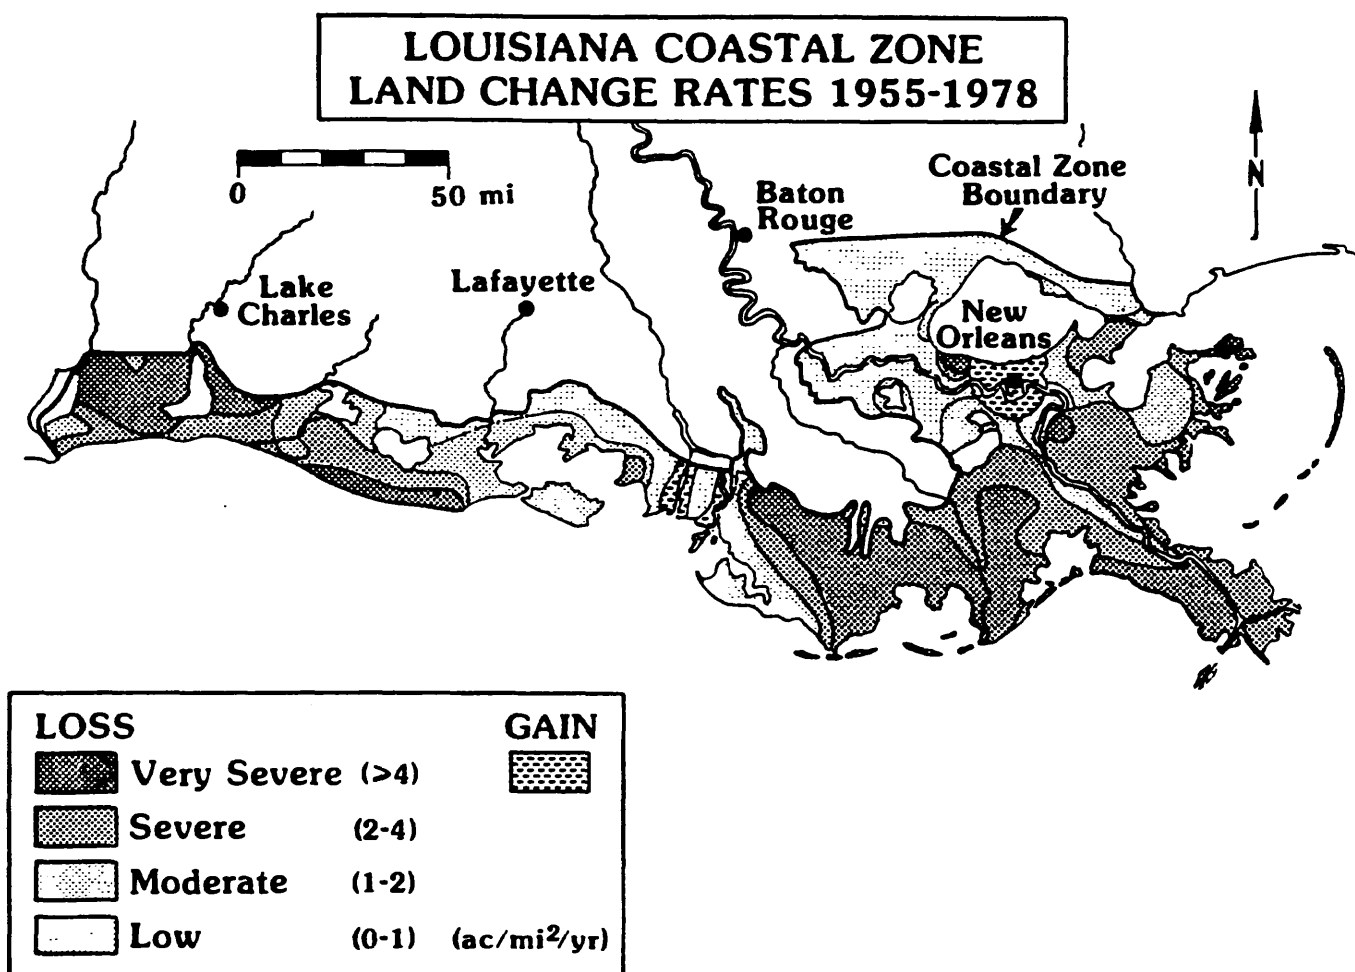 LOUISIANA COASTAL ZONE
LAND CHANGE RATES 1955-1978
0 50 mi
Coastal Zone
Boundary
N
Baton
Rouge
Lake
Charles
Lafayette
New
Orleans
LOSS GAIN
Very Severe (>4)
Severe (2-4)
Moderate (1-2)
Low (0-1) (ac/mi²/yr)